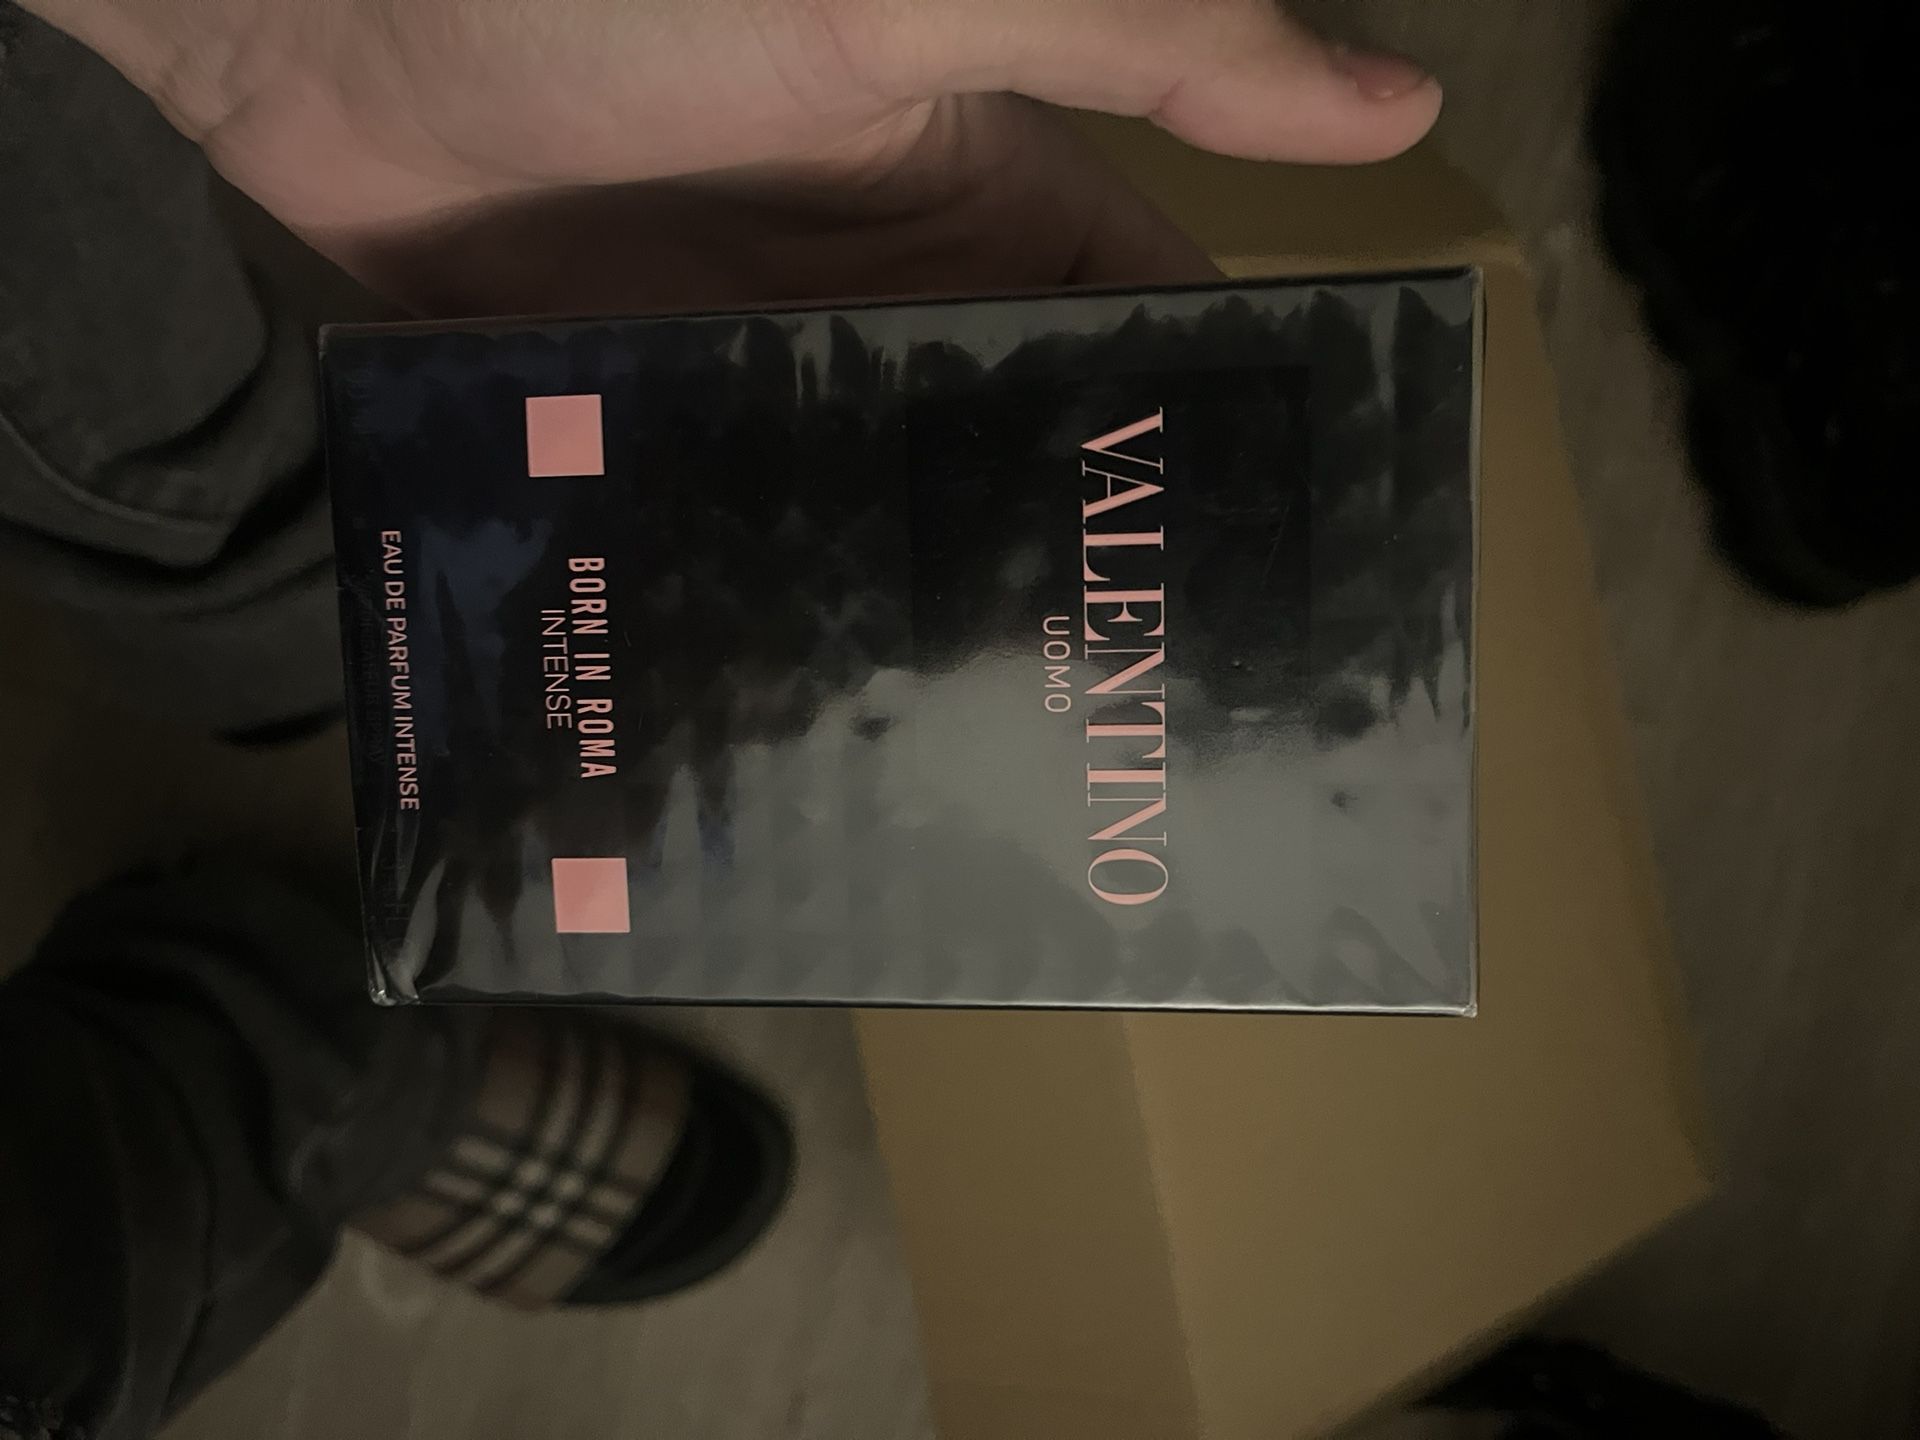 VALENTINO
UOMO
BORN IN ROMA
INTENSE
EAU DE PARFUM INTENSE